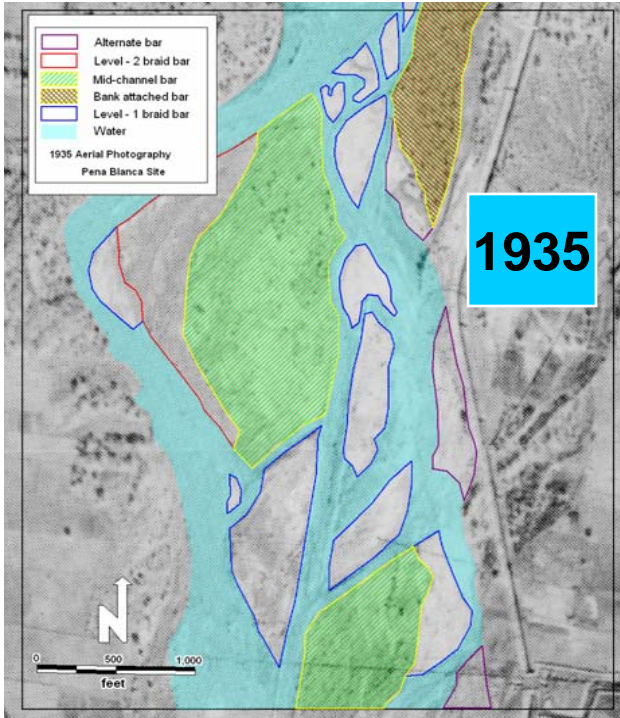 Alternate bar
Level - 2 braid bar
Mid-channel bar
Bank attached bar
Level - 1 braid bar
Water
1935 Aerial Photography
Pena Blanca Site
1935
N
0 500 1,000
feet